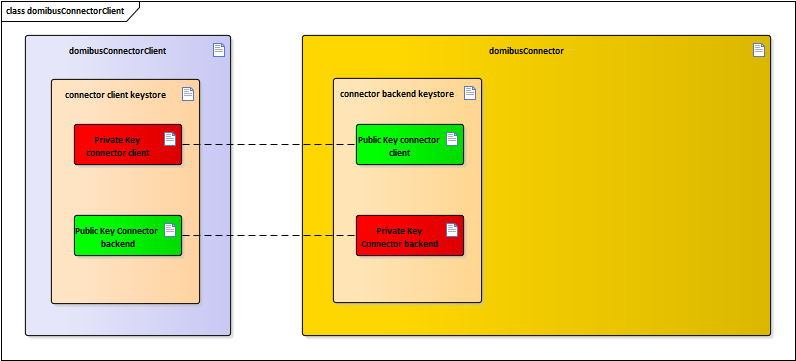 class domibusConnectorClient
domibusConnectorClient
domibusConnector
connector client keystore
connector backend keystore
Private Key
connector client
Public Key connector
client
Public Key Connector
backend
Private Key
Connector backend